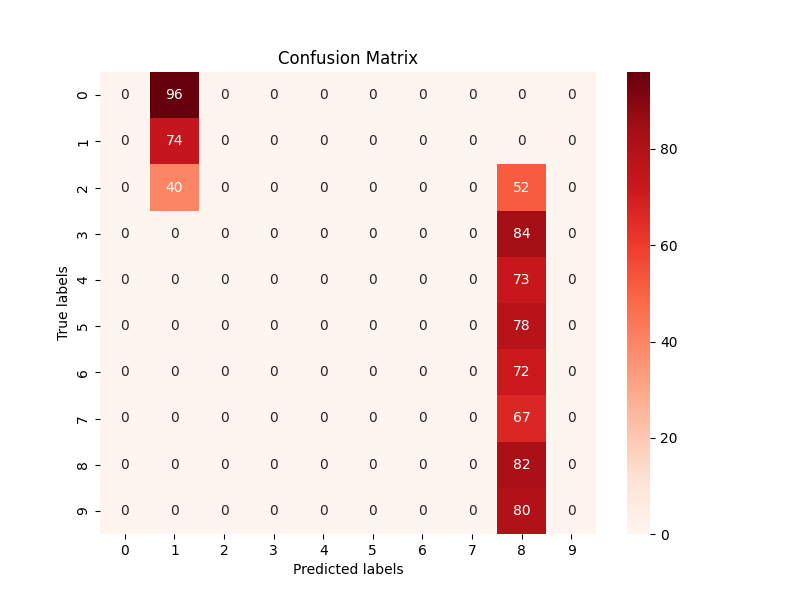 Confusion Matrix
True labels
0 0 96 0 0 0 0 0 0 0 0
1 0 74 0 0 0 0 0 0 0 0
2 0 40 0 0 0 0 0 0 52 0
3 0 0 0 0 0 0 0 0 84 0
4 0 0 0 0 0 0 0 0 73 0
5 0 0 0 0 0 0 0 0 78 0
6 0 0 0 0 0 0 0 0 72 0
7 0 0 0 0 0 0 0 0 67 0
8 0 0 0 0 0 0 0 0 82 0
9 0 0 0 0 0 0 0 0 80 0
0 1 2 3 4 5 6 7 8 9
Predicted labels
80
60
40
20
0